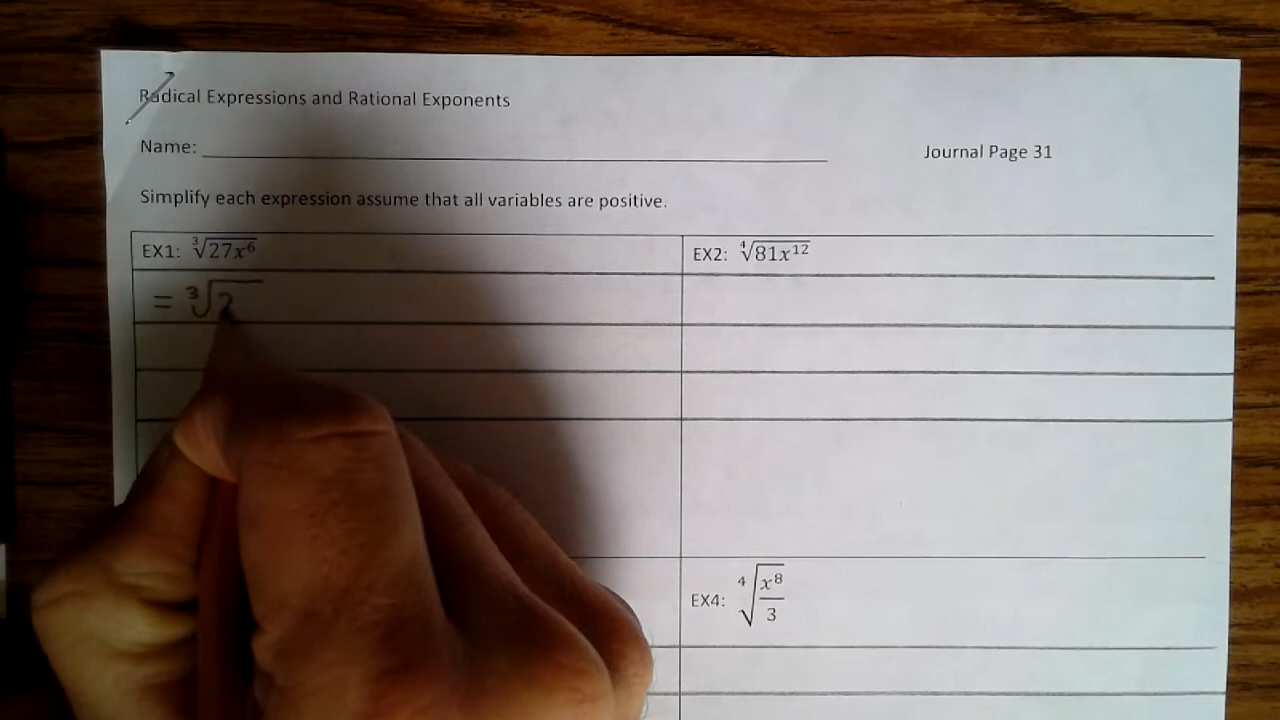 Radical Expressions and Rational Exponents
Name: Journal Page 31
Simplify each expression assume that all variables are positive.
EX1: ∛27x⁶ EX2: ∜81x¹²
= ∛2
EX4: ∜x⁸/3